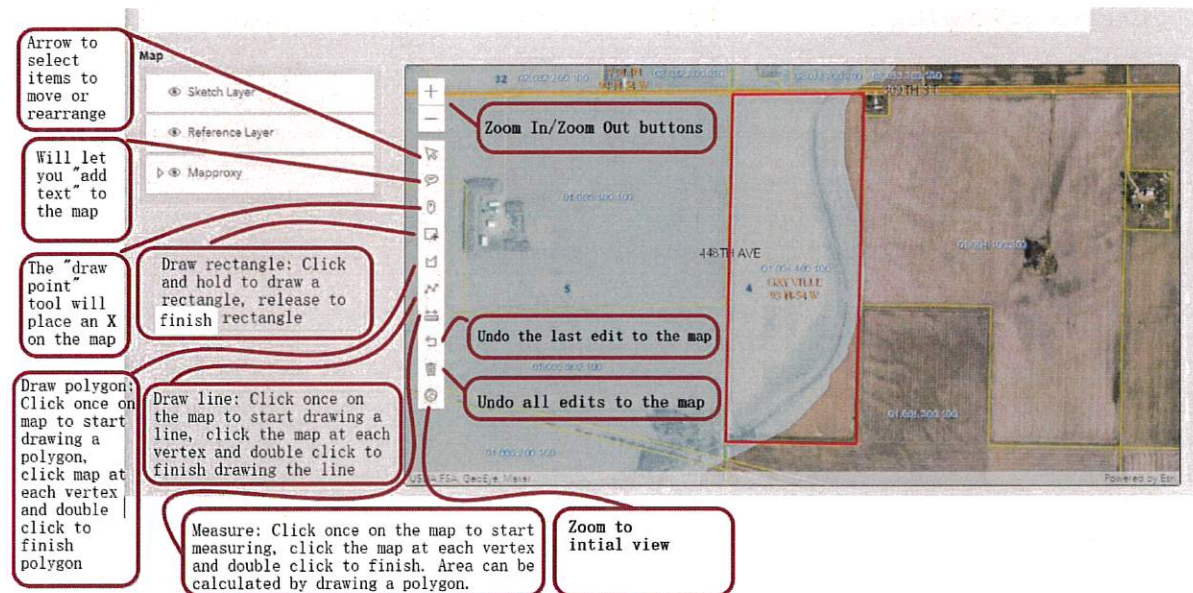 Arrow to
select
items to
move or
rearrange
Map
Sketch Layer
Reference Layer
Mapproxy
Will let
you "add
text" to
the map
The "draw
point"
tool will
place an X
on the map
Draw rectangle: Click
and hold to draw a
rectangle, release to
finish rectangle
Draw polygon:
Click once on
map to start
drawing a
polygon,
click map at
each vertex
and double
click to
finish
polygon
Draw line: Click once on
the map to start drawing a
line, click the map at each
vertex and double click to
finish drawing the line
Measure: Click once on the map to start
measuring, click the map at each vertex
and double click to finish. Area can be
calculated by drawing a polygon.
Zoom to
intial view
Zoom In/Zoom Out buttons
Undo the last edit to the map
Undo all edits to the map
32
448TH AVE
5
4
Powered by Esri